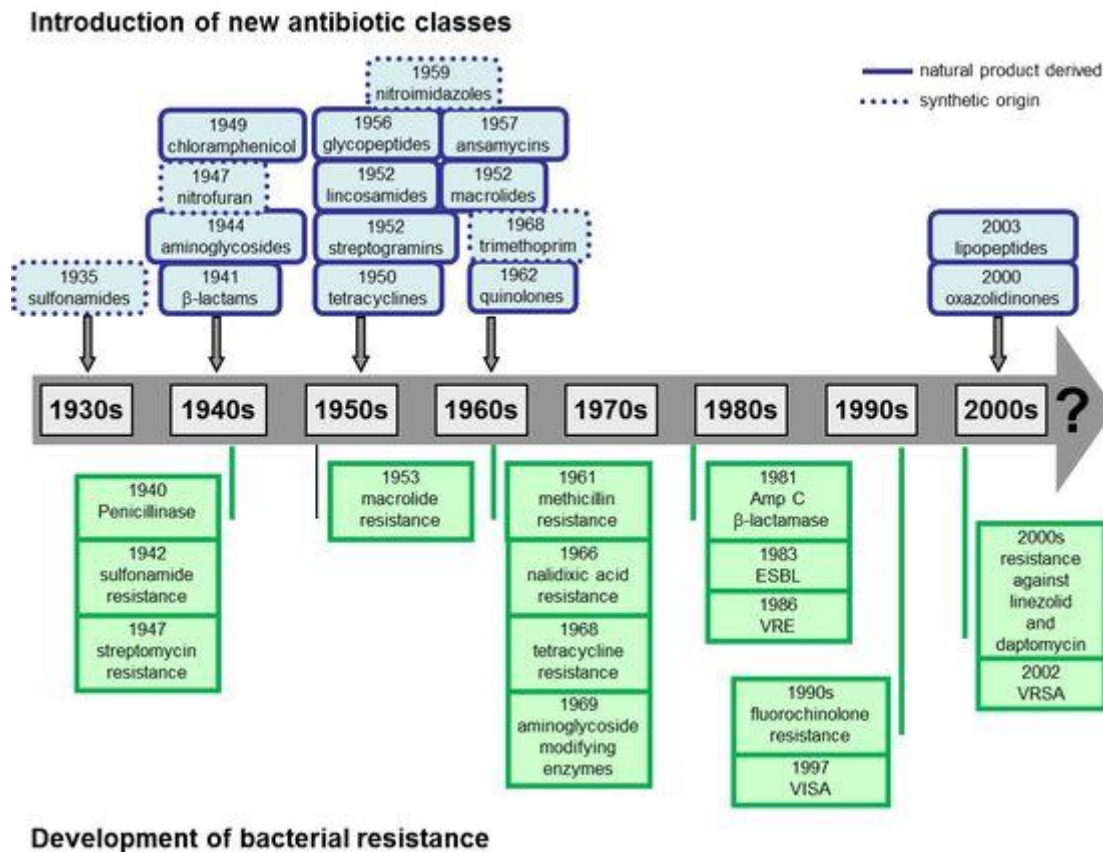 Introduction of new antibiotic classes
natural product derived
synthetic origin
1959
nitroimidazoles
1949
chloramphenicol
1956
glycopeptides
1957
ansamycins
1947
nitrofuran
1952
lincosamides
1952
macrolides
1944
aminoglycosides
1952
streptogramins
1968
trimethoprim
2003
lipopeptides
1935
sulfonamides
1941
β-lactams
1950
tetracyclines
1962
quinolones
2000
oxazolidinones
1930s
1940s
1950s
1960s
1970s
1980s
1990s
2000s
?
1940
Penicillinase
1942
sulfonamide
resistance
1947
streptomycin
resistance
1953
macrolide
resistance
1961
methicillin
resistance
1966
nalidixic acid
resistance
1968
tetracycline
resistance
1969
aminoglycoside
modifying
enzymes
1981
Amp C
β-lactamase
1983
ESBL
1986
VRE
1990s
fluorochinolone
resistance
1997
VISA
2000s
resistance
against
linezolid
and
daptomycin
2002
VRSA
Development of bacterial resistance